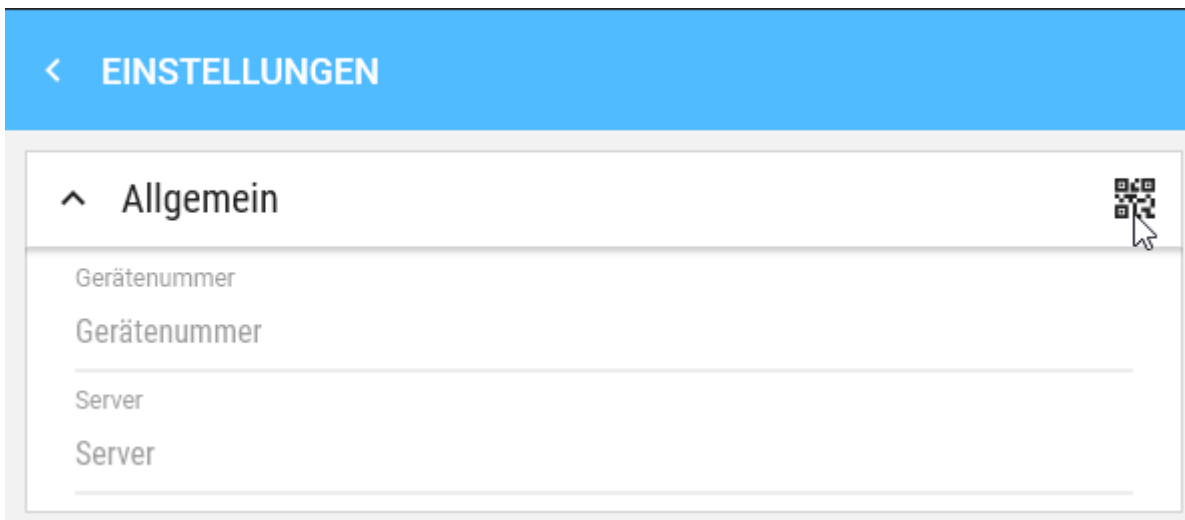 EINSTELLUNGEN
Allgemein
Gerätenummer
Gerätenummer
Server
Server